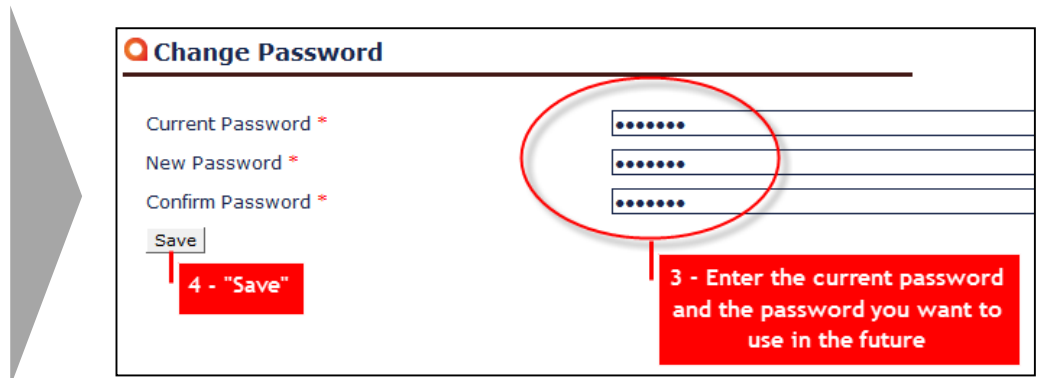 Change Password
Current Password * •••••••
New Password * •••••••
Confirm Password * •••••••
Save
4 - "Save"
3 - Enter the current password
and the password you want to
use in the future